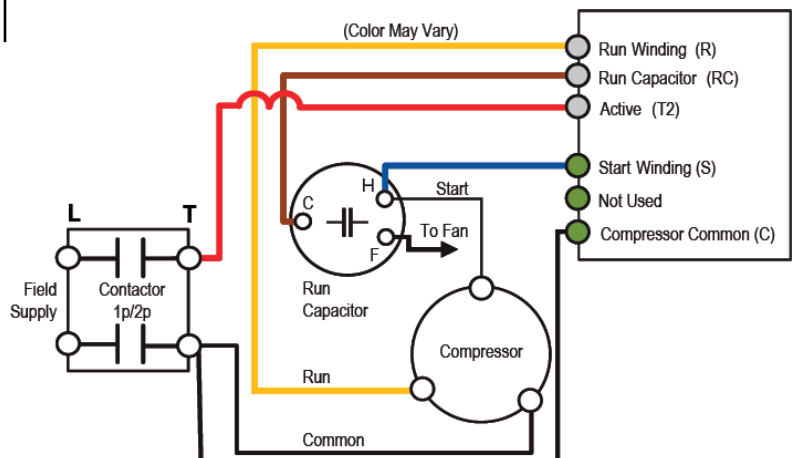 (Color May Vary)
Run Winding (R)
Run Capacitor (RC)
Active (T2)
Start Winding (S)
Not Used
Compressor Common (C)
H
Start
C
To Fan
F
Run
Capacitor
L
T
Field
Supply
Contactor
1p/2p
Compressor
Run
Common